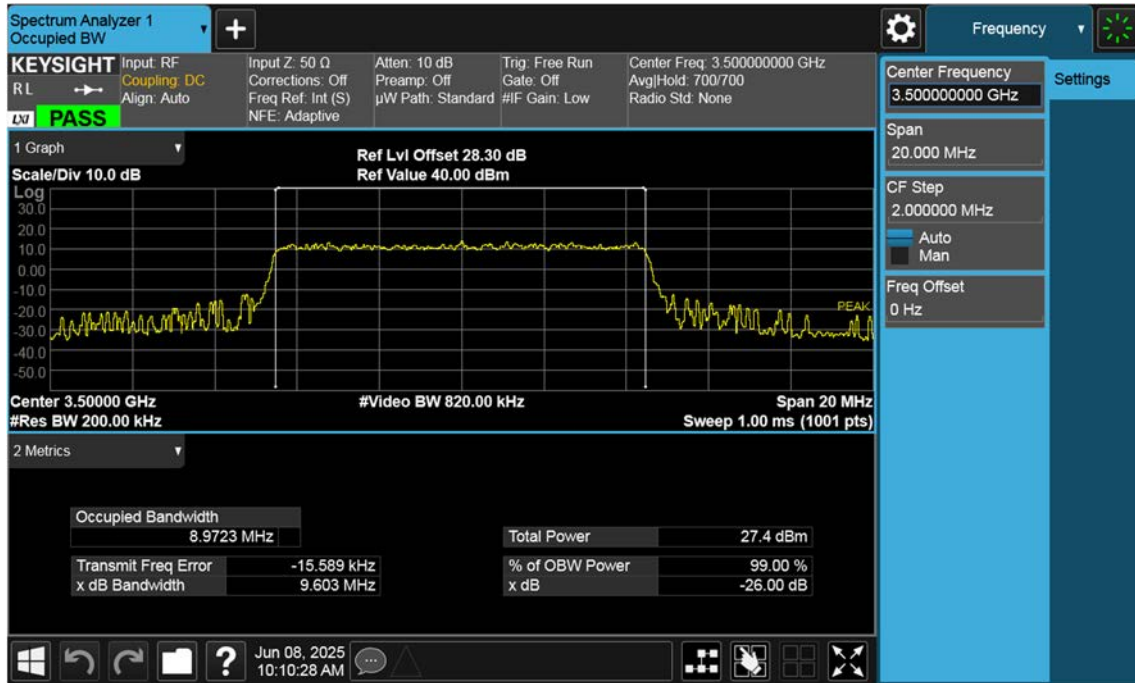 Spectrum Analyzer 1
Occupied BW
Frequency
KEYSIGHT
RL
LXI PASS
Input: RF
Coupling: DC
Align: Auto
Input Z: 50 Ω
Corrections: Off
Freq Ref: Int (S)
NFE: Adaptive
Atten: 10 dB
Preamp: Off
µW Path: Standard
Trig: Free Run
Gate: Off
#IF Gain: Low
Center Freq: 3.500000000 GHz
Avg|Hold: 700/700
Radio Std: None
Center Frequency
3.500000000 GHz
Settings
Span
20.000 MHz
CF Step
2.000000 MHz
Auto
Man
Freq Offset
0 Hz
1 Graph
Scale/Div 10.0 dB
Ref Lvl Offset 28.30 dB
Ref Value 40.00 dBm
Log
30.0
20.0
10.0
0.00
-10.0
-20.0
-30.0
-40.0
-50.0
PEAK
Center 3.50000 GHz
#Video BW 820.00 kHz
Span 20 MHz
#Res BW 200.00 kHz
Sweep 1.00 ms (1001 pts)
2 Metrics
Occupied Bandwidth
8.9723 MHz
Total Power 27.4 dBm
Transmit Freq Error -15.589 kHz
% of OBW Power 99.00 %
x dB Bandwidth 9.603 MHz
x dB -26.00 dB
?
Jun 08, 2025
10:10:28 AM